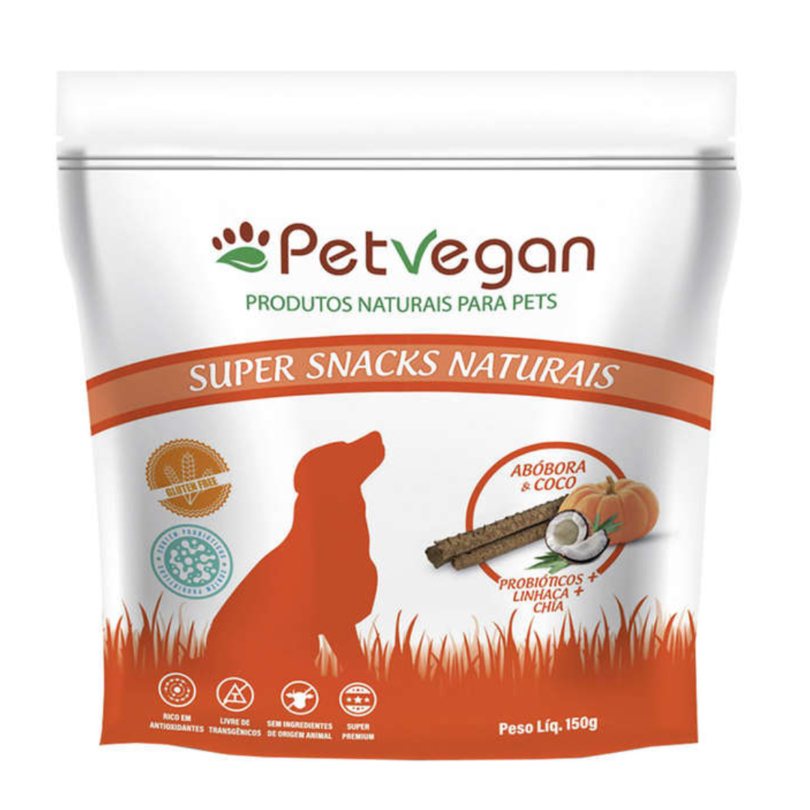 Petvegan
PRODUTOS NATURAIS PARA PETS
SUPER SNACKS NATURAIS
GLUTEN FREE
ABÓBORA
& COCO
PROBIÓTICOS +
LINHAÇA +
CHIA
RICO EM
ANTIOXIDANTES
LIVRE DE
TRANSGÊNICOS
SEM INGREDIENTES
DE ORIGEM ANIMAL
SUPER
PREMIUM
Peso Líq. 150g